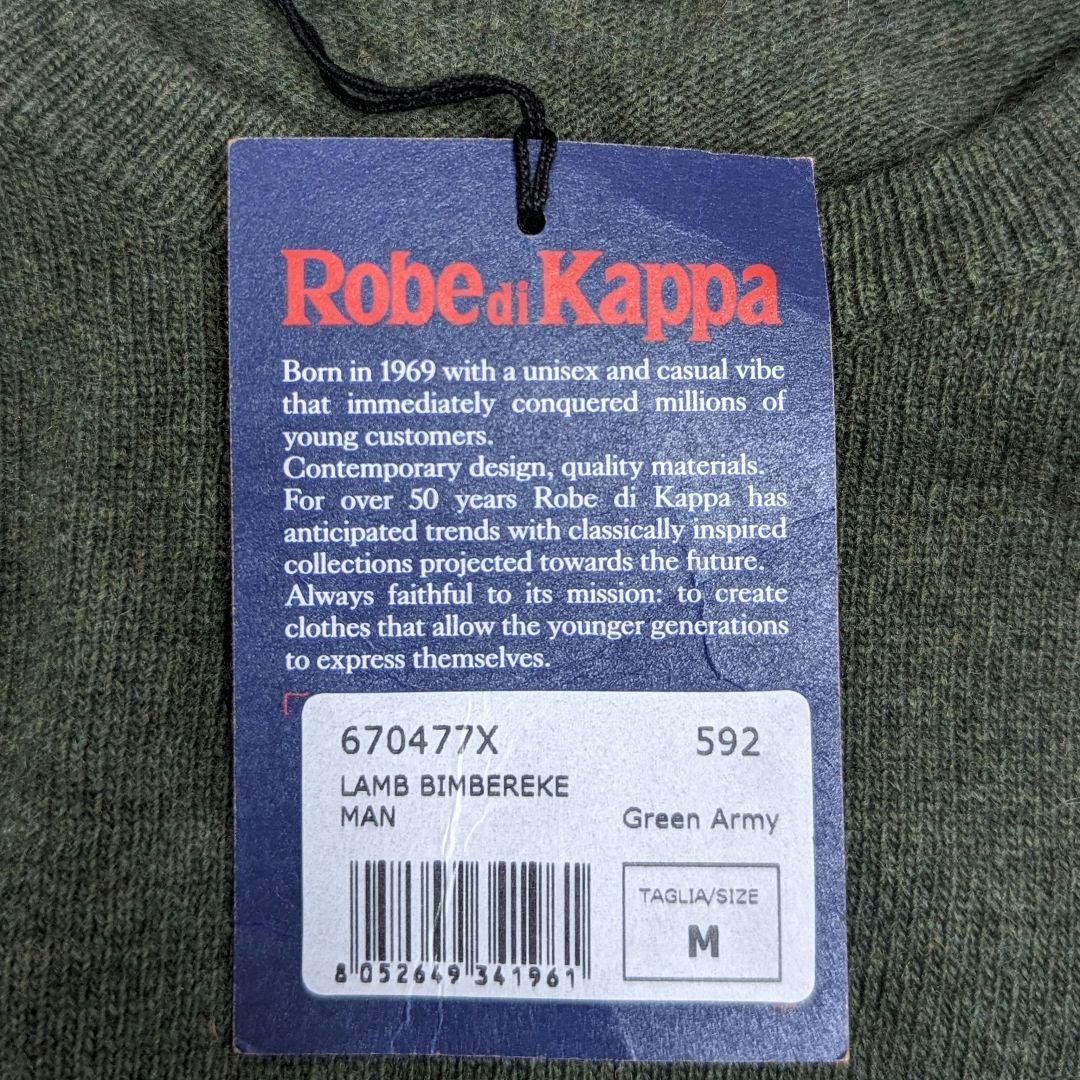 Robe di Kappa
Born in 1969 with a unisex and casual vibe
that immediately conquered millions of
young customers.
Contemporary design, quality materials.
For over 50 years Robe di Kappa has
anticipated trends with classically inspired
collections projected towards the future.
Always faithful to its mission: to create
clothes that allow the younger generations
to express themselves.
670477X 592
LAMB BIMBEREKE
MAN Green Army
TAGLIA/SIZE
M
8 052649 341961